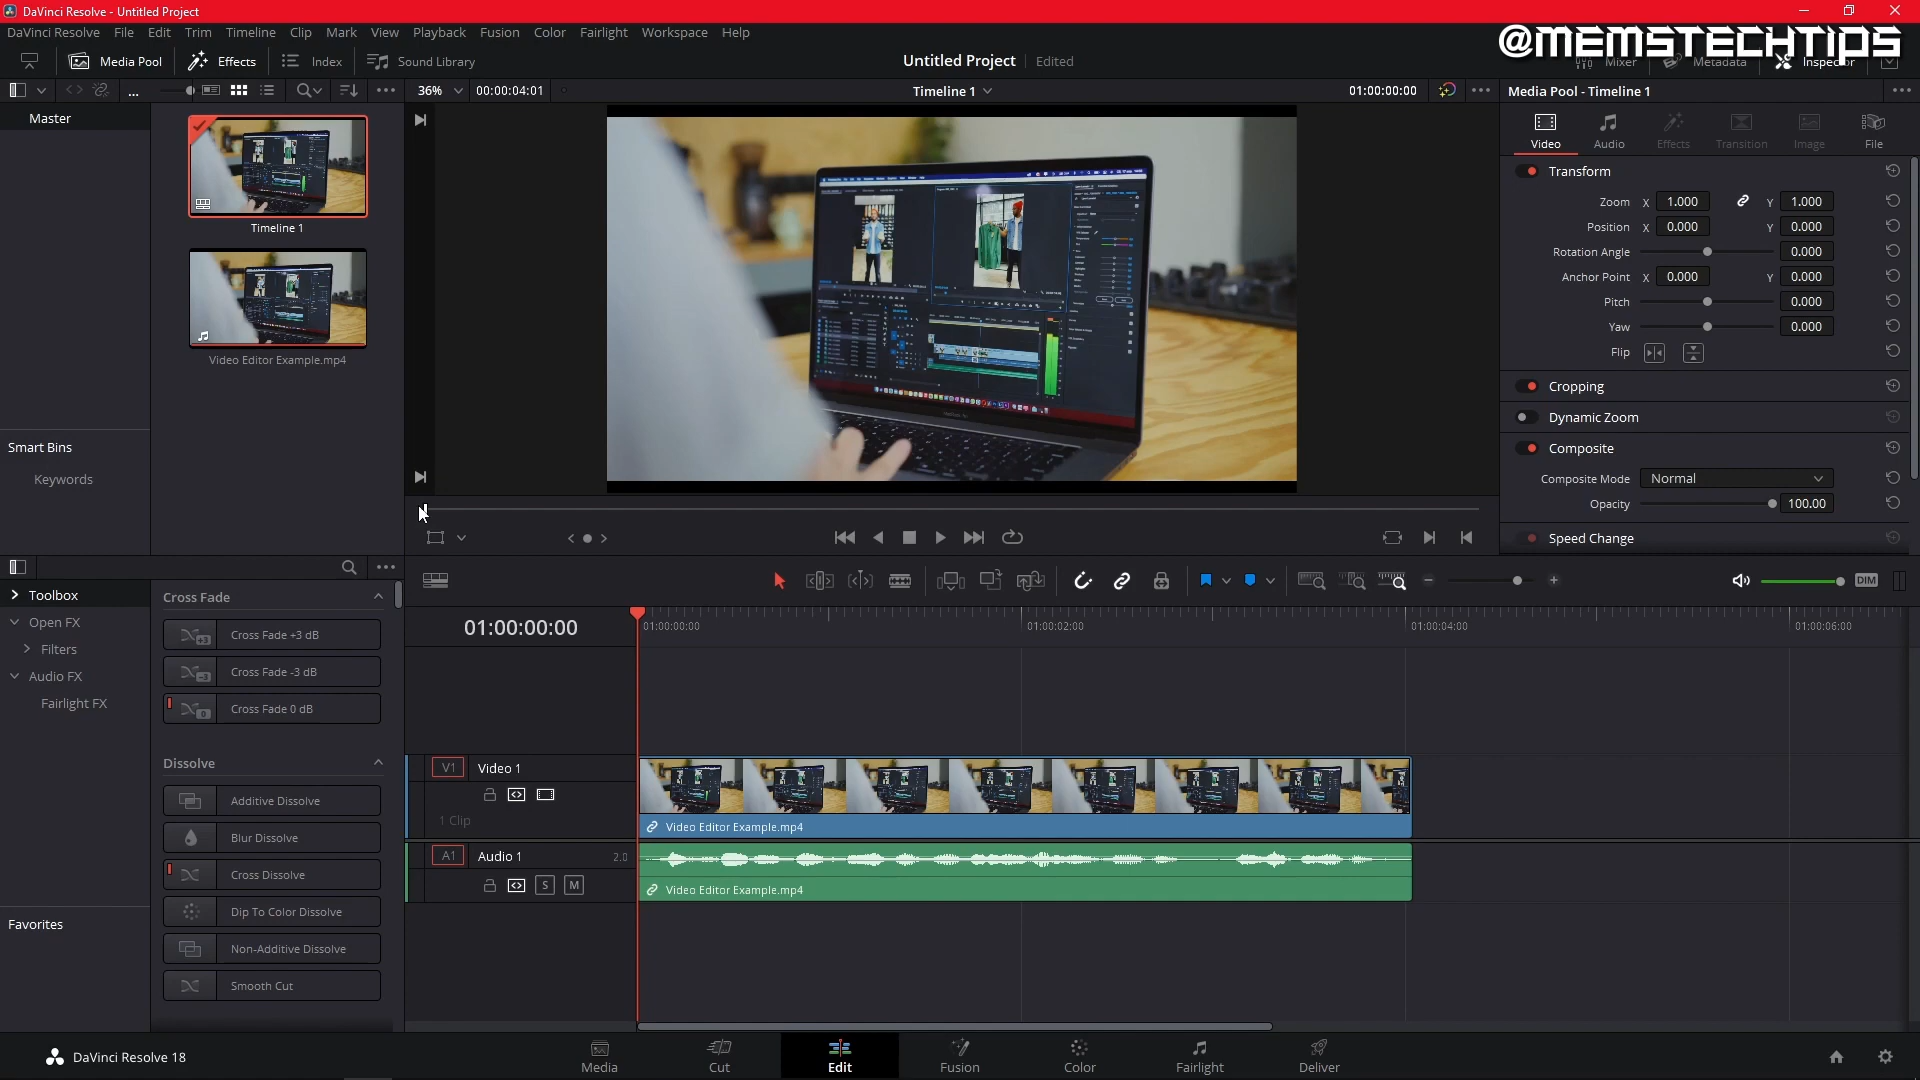 DaVinci Resolve - Untitled Project
DaVinci Resolve File Edit Trim Timeline Clip Mark View Playback Fusion Color Fairlight Workspace Help
@MEMSTECHTIPS
Media Pool Effects Index Sound Library Untitled Project Edited Mixer Metadata Inspector
36% 00:00:04:01 Timeline 1 01:00:00:00 Media Pool - Timeline 1
Master
Timeline 1
Video Editor Example.mp4
Smart Bins
Keywords
Video Audio Effects Transition Image File
Transform
Zoom X 1.000 Y 1.000
Position X 0.000 Y 0.000
Rotation Angle 0.000
Anchor Point X 0.000 Y 0.000
Pitch 0.000
Yaw 0.000
Flip
Cropping
Dynamic Zoom
Composite
Composite Mode Normal
Opacity 100.00
Speed Change
Toolbox
Open FX
Filters
Audio FX
Fairlight FX
Favorites
Cross Fade
+3
Cross Fade +3 dB
-3
Cross Fade -3 dB
0
Cross Fade 0 dB
Dissolve
Additive Dissolve
Blur Dissolve
Cross Dissolve
Dip To Color Dissolve
Non-Additive Dissolve
Smooth Cut
DIM
01:00:00:00 01:00:00:00 01:00:02:00 01:00:04:00 01:00:06:00
V1 Video 1
1 Clip
Video Editor Example.mp4
A1 Audio 1 2.0
S M
Video Editor Example.mp4
DaVinci Resolve 18
Media Cut Edit Fusion Color Fairlight Deliver